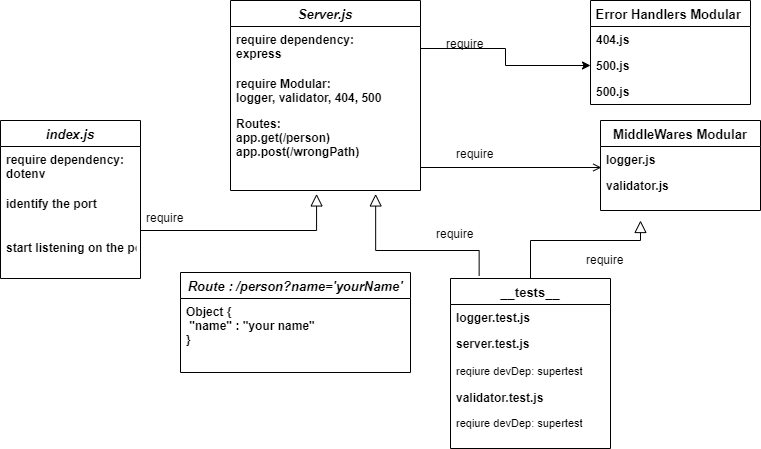 Server.js
require dependency:
express
require Modular:
logger, validator, 404, 500
Routes:
app.get(/person)
app.post(/wrongPath)
require
Error Handlers Modular
404.js
500.js
500.js
index.js
require dependency:
dotenv
identify the port
start listening on the
require
require
MiddleWares Modular
logger.js
validator.js
require
require
Route : /person?name='yourName'
Object {
"name" : "your name"
}
__tests__
logger.test.js
server.test.js
reqiure devDep: supertest
validator.test.js
reqiure devDep: supertest